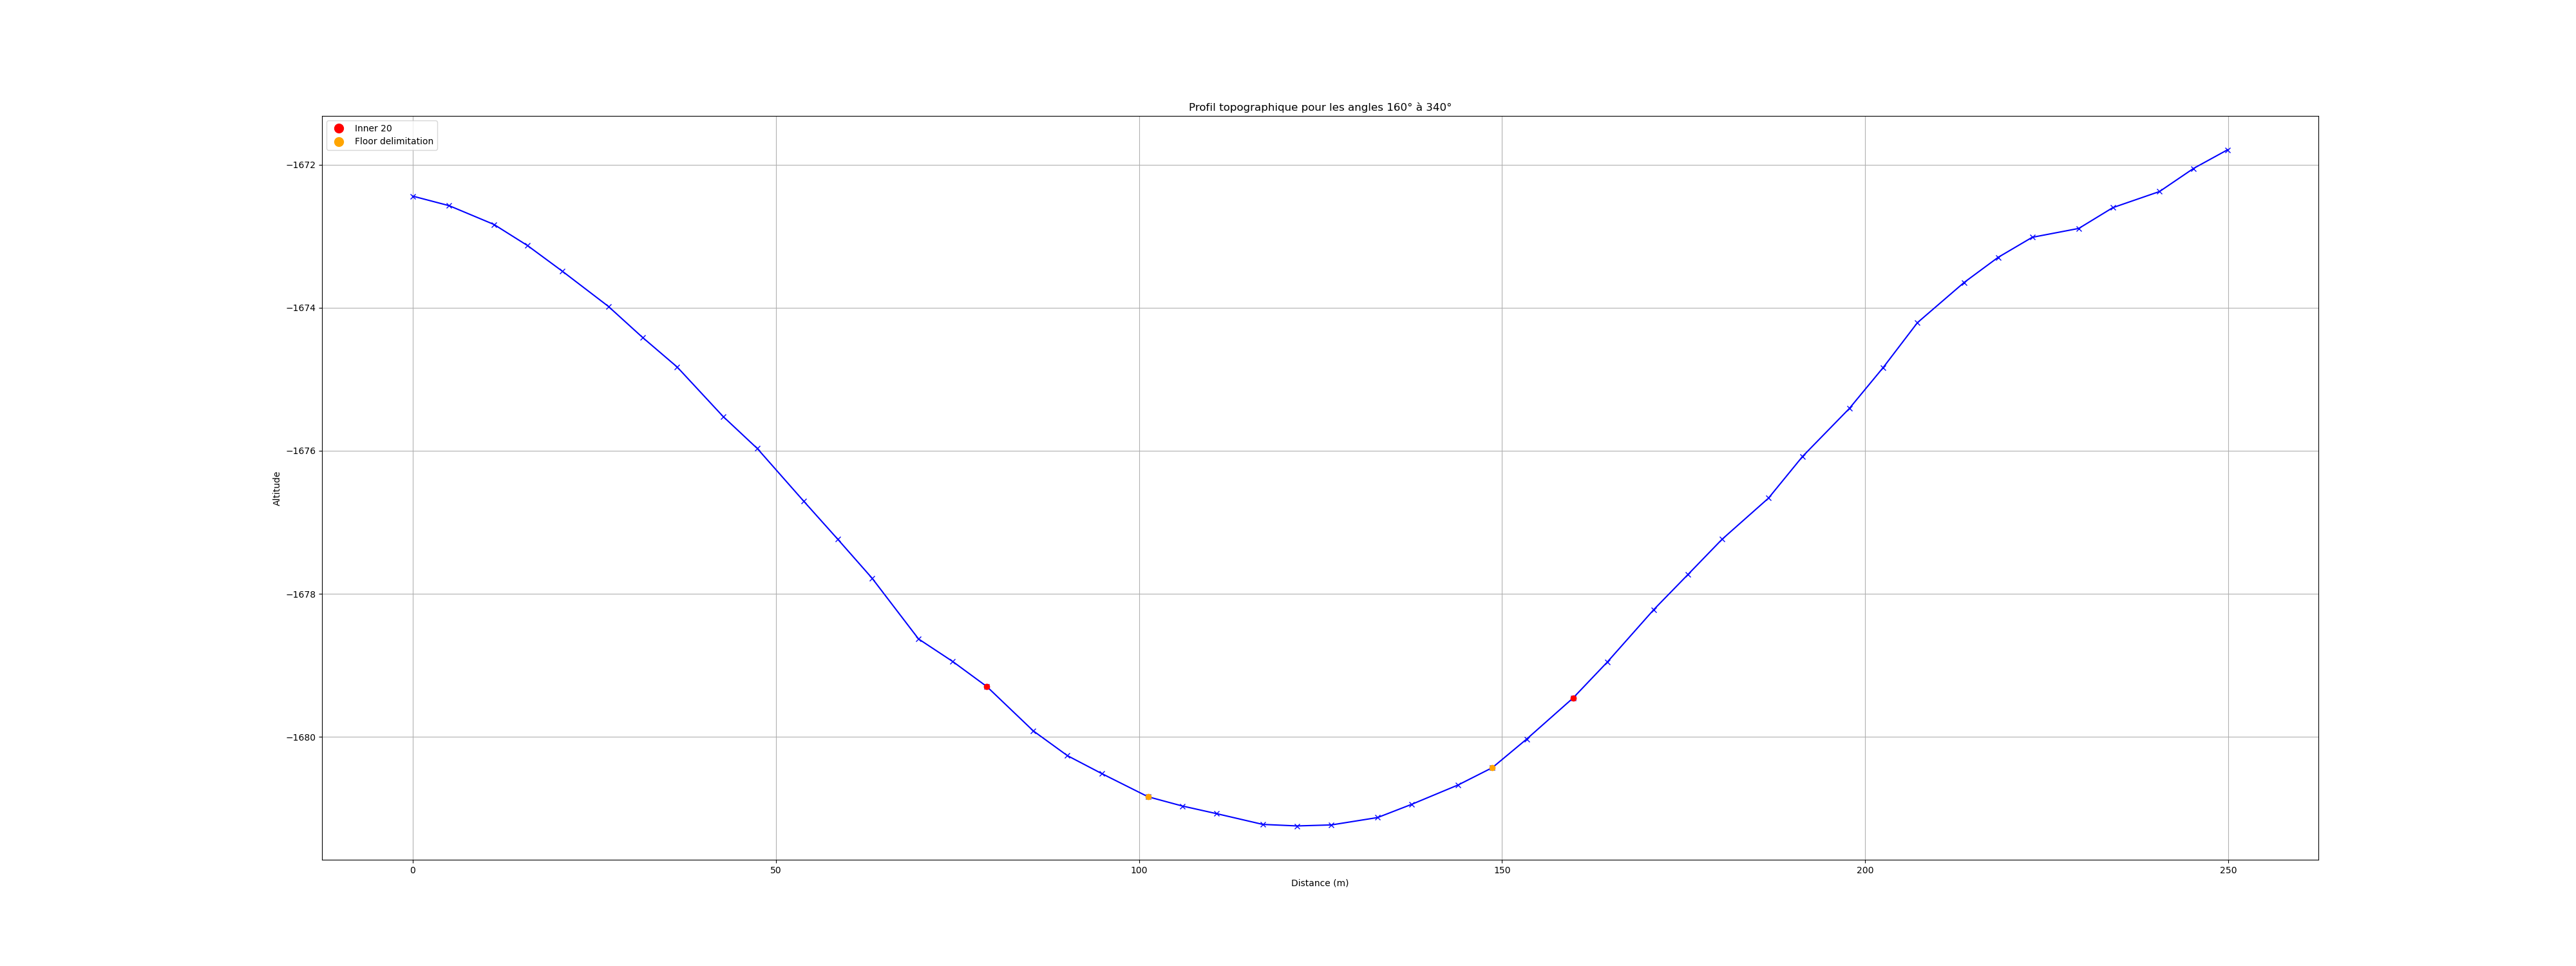 Profil topographique pour les angles 160° à 340°
Inner 20
Floor delimitation
−1672
−1674
−1676
−1678
−1680
Altitude
0 50 100 150 200 250
Distance (m)